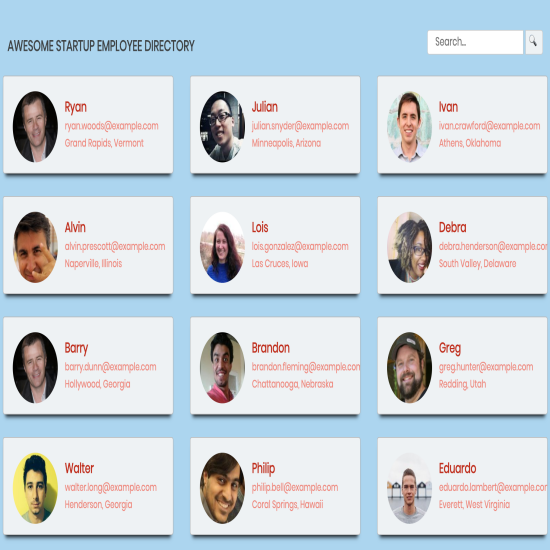 AWESOME STARTUP EMPLOYEE DIRECTORY
Search...
Ryan
ryan.woods@example.com
Grand Rapids, Vermont
Julian
julian.snyder@example.com
Minneapolis, Arizona
Ivan
ivan.crawford@example.com
Athens, Oklahoma
Alvin
alvin.prescott@example.com
Naperville, Illinois
Lois
lois.gonzalez@example.com
Las Cruces, Iowa
Debra
debra.henderson@example.cor
South Valley, Delaware
Barry
barry.dunn@example.com
Hollywood, Georgia
Brandon
brandon.fleming@example.com
Chattanooga, Nebraska
Greg
greg.hunter@example.com
Redding, Utah
Walter
walter.long@example.com
Henderson, Georgia
Philip
philip.bell@example.com
Coral Springs, Hawaii
Eduardo
eduardo.lambert@example.com
Everett, West Virginia